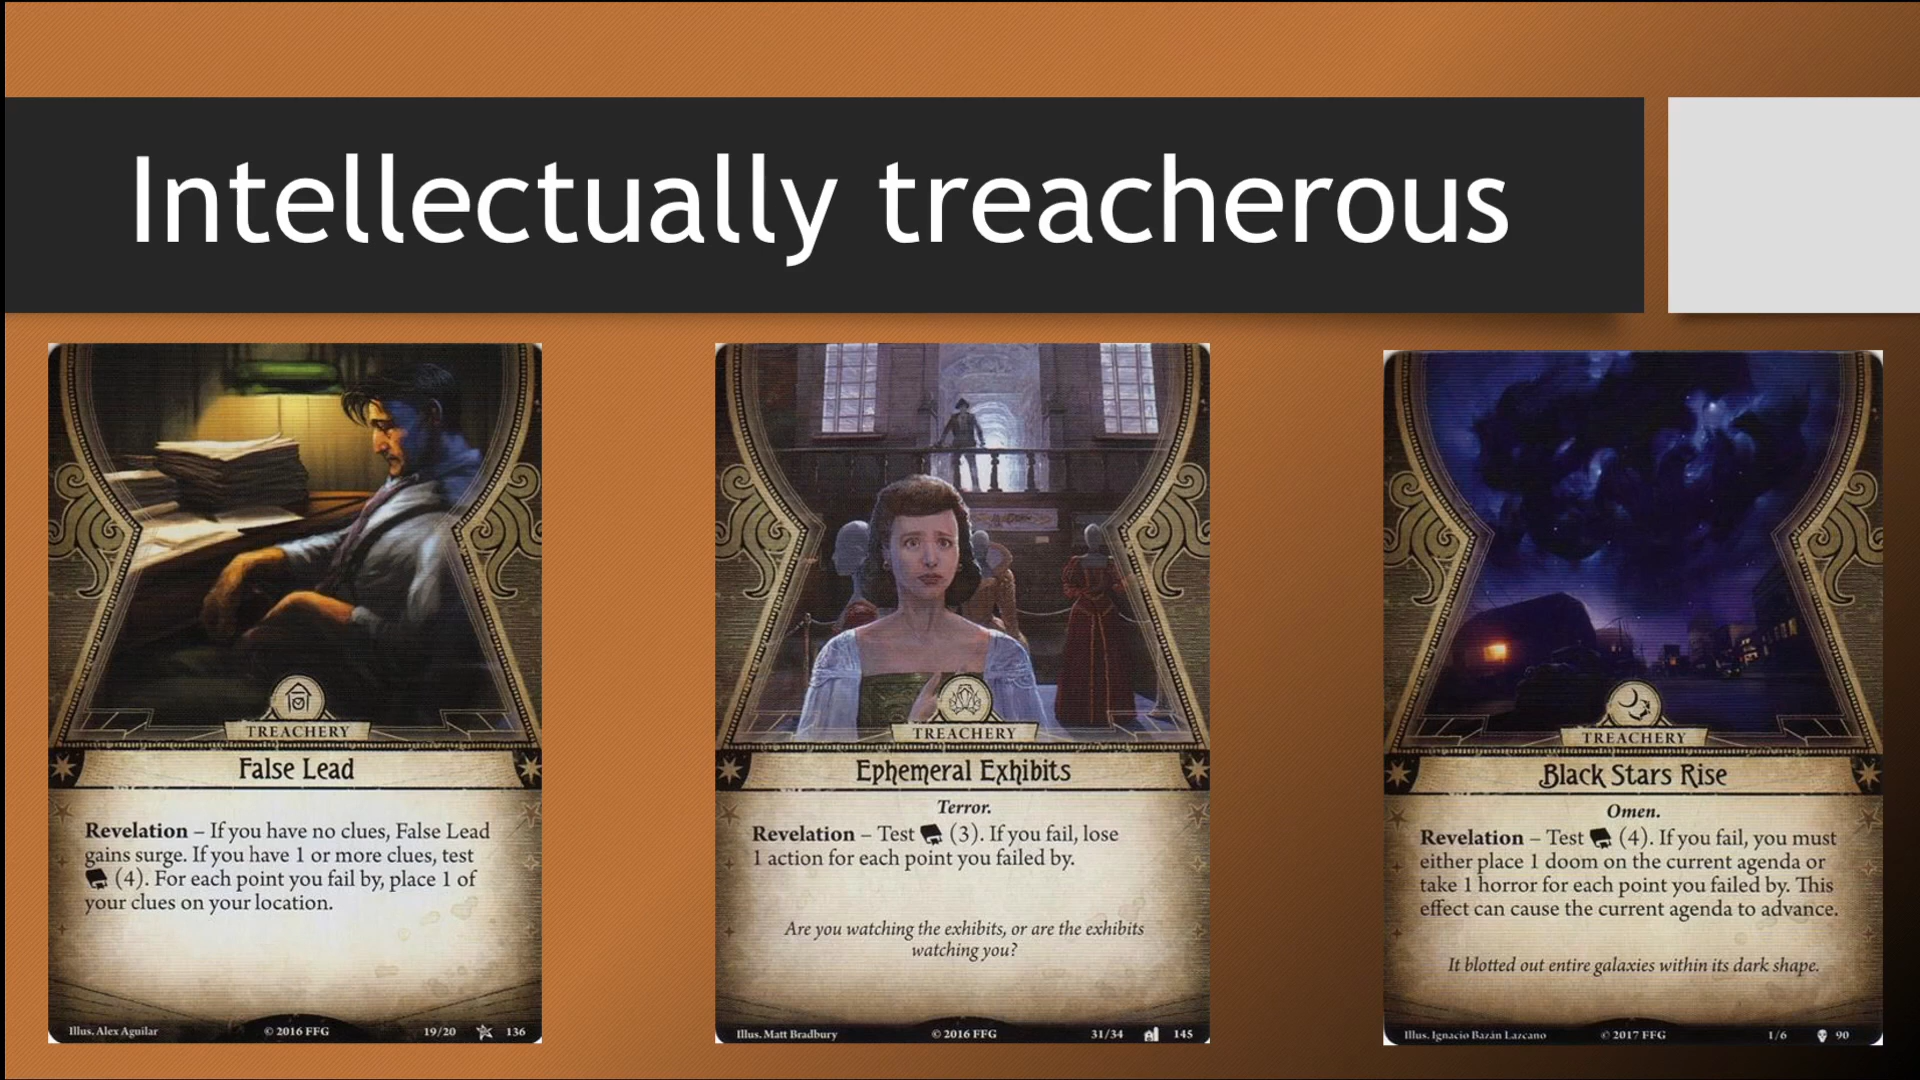 Intellectually treacherous
TREACHERY
False Lead
Revelation – If you have no clues, False Lead
gains surge. If you have 1 or more clues, test
(4). For each point you fail by, place 1 of
your clues on your location.
Illus. Alex Aguilar © 2016 FFG 19/20 136
TREACHERY
Ephemeral Exhibits
Terror.
Revelation – Test (3). If you fail, lose
1 action for each point you failed by.
Are you watching the exhibits, or are the exhibits
watching you?
Illus. Matt Bradbury © 2016 FFG 31/34 145
TREACHERY
Black Stars Rise
Omen.
Revelation – Test (4). If you fail, you must
either place 1 doom on the current agenda or
take 1 horror for each point you failed by. This
effect can cause the current agenda to advance.
It blotted out entire galaxies within its dark shape.
Illus. Ignacio Bazán Lazcano © 2017 FFG 1/6 90